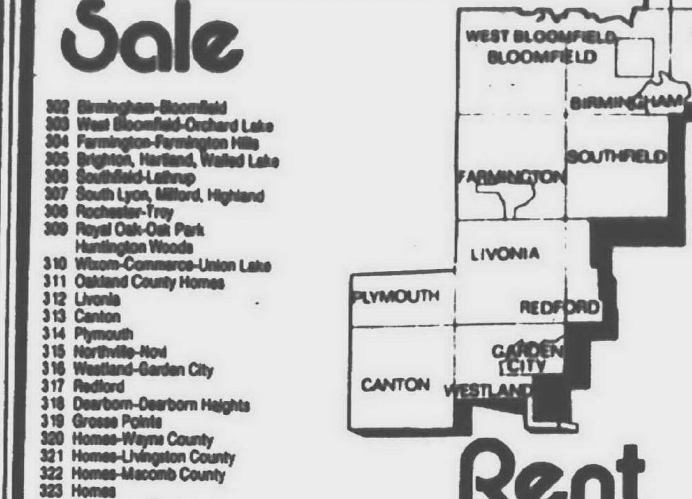 Sale
302 Birmingham-Bloomfield
303 West Bloomfield-Orchard Lake
304 Farmington-Farmington Hills
305 Brighton, Hartland, Walled Lake
306 Southfield-Lathrup
307 South Lyon, Milford, Highland
308 Rochester-Troy
309 Royal Oak-Oak Park
Huntington Woods
310 Wixom-Commerce-Union Lake
311 Oakland County Homes
312 Livonia
313 Canton
314 Plymouth
315 Northville-Novi
316 Westland-Garden City
317 Redford
318 Dearborn-Dearborn Heights
319 Grosse Pointe
320 Homes-Wayne County
321 Homes-Livingston County
322 Homes-Macomb County
323 Homes
WEST BLOOMFIELD
BLOOMFIELD
BIRMINGHAM
SOUTHFIELD
FARMINGTON
LIVONIA
PLYMOUTH
REDFORD
GARDEN
CITY
CANTON
WESTLAND
Rent